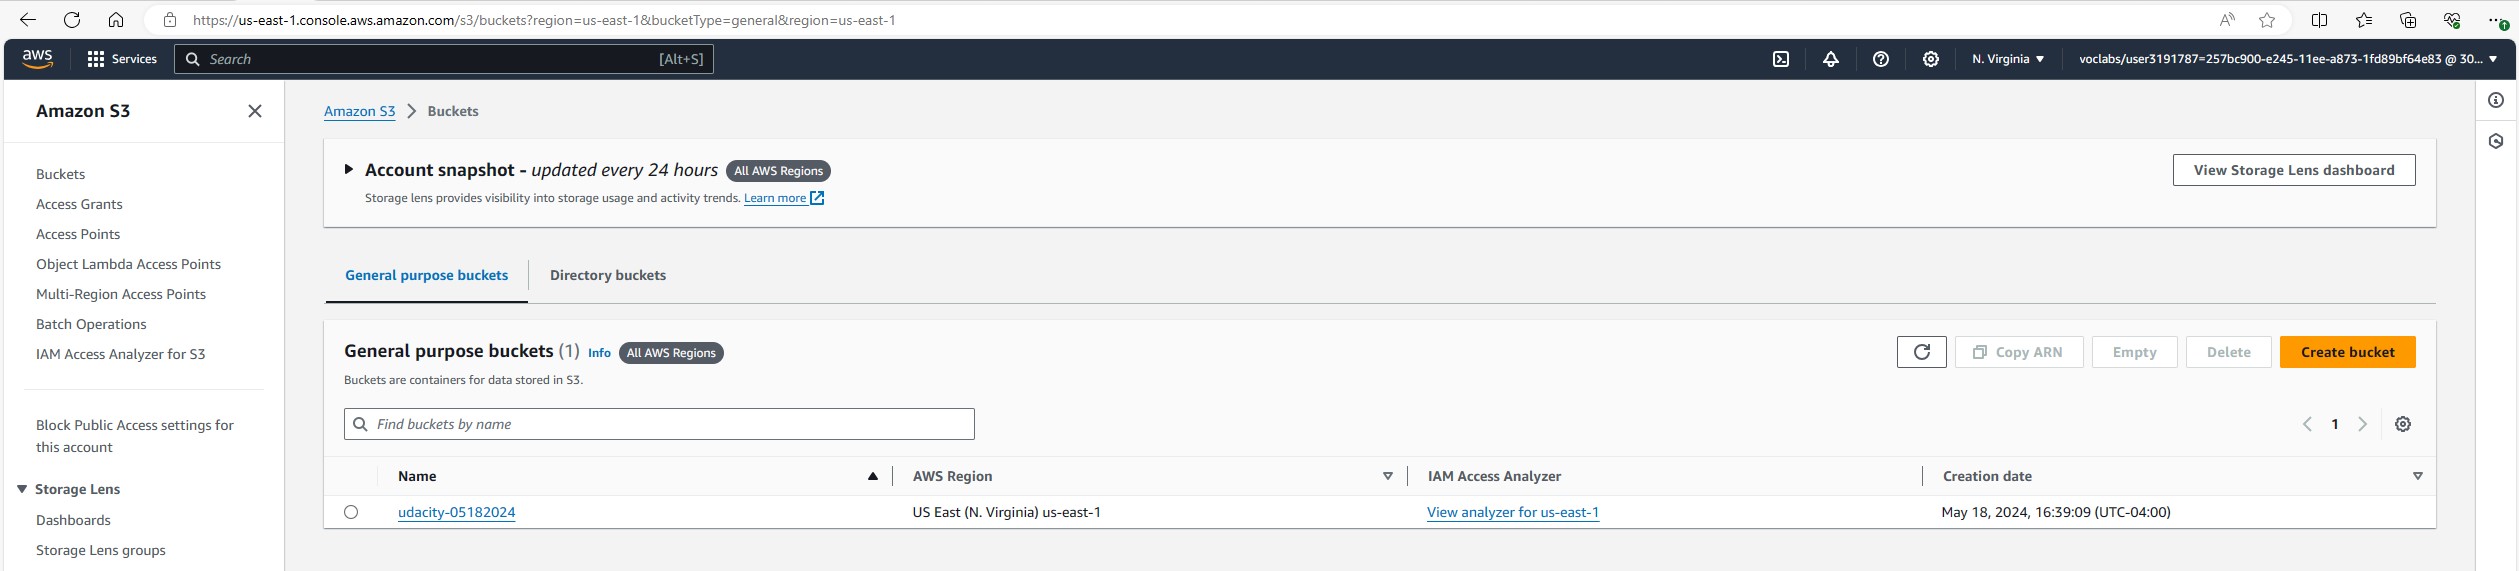 https://us-east-1.console.aws.amazon.com/s3/buckets?region=us-east-1&bucketType=general&region=us-east-1
aws
Services
Search
[Alt+S]
N. Virginia
voclabs/user3191787=257bc900-e245-11ee-a873-1fd89bf64e83 @ 30...
Amazon S3
Buckets
Access Grants
Access Points
Object Lambda Access Points
Multi-Region Access Points
Batch Operations
IAM Access Analyzer for S3
Block Public Access settings for
this account
Storage Lens
Dashboards
Storage Lens groups
Amazon S3 > Buckets
Account snapshot - updated every 24 hours All AWS Regions
Storage lens provides visibility into storage usage and activity trends. Learn more
View Storage Lens dashboard
General purpose buckets
Directory buckets
General purpose buckets (1) Info All AWS Regions
Buckets are containers for data stored in S3.
Copy ARN
Empty
Delete
Create bucket
Find buckets by name
1
Name AWS Region IAM Access Analyzer Creation date
udacity-05182024 US East (N. Virginia) us-east-1 View analyzer for us-east-1 May 18, 2024, 16:39:09 (UTC-04:00)